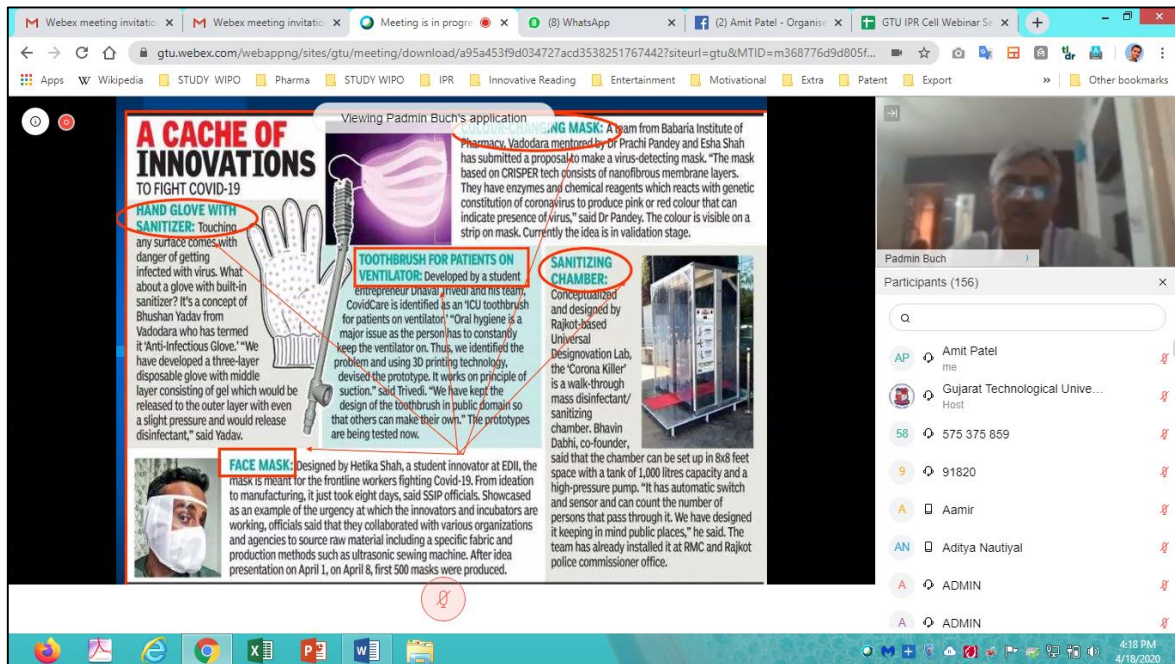 Webex meeting invitatio
Webex meeting invitatio
Meeting is in progre
(8) WhatsApp
(2) Amit Patel - Organise
GTU IPR Cell Webinar Se
gtu.webex.com/webappng/sites/gtu/meeting/download/a95a453f9d034727acd353825176744​2?siteurl=gtu&MTID=m368776d9d805f...
Apps
Wikipedia
STUDY WIPO
Pharma
STUDY WIPO
IPR
Innovative Reading
Entertainment
Motivational
Extra
Patent
Export
»
Other bookmarks
Viewing Padmin Buch's application
A CACHE OF
INNOVATIONS
TO FIGHT COVID-19
HAND GLOVE WITH
SANITIZER: Touching
any surface comes with
danger of getting
infected with virus. What
about a glove with built-in
sanitizer? It's a concept of
Bhushan Yadav from
Vadodara who has termed
it 'Anti-Infectious Glove.' "We
have developed a three-layer
disposable glove with middle
layer consisting of gel which would be
released to the outer layer with even
a slight pressure and would release
disinfectant," said Yadav.
COLOUR-CHANGING MASK: A team from Babaria Institute of
Pharmacy, Vadodara mentored by Dr Prachi Pandey and Esha Shah
has submitted a proposal to make a virus-detecting mask. "The mask
based on CRISPER tech consists of nanofibrous membrane layers.
They have enzymes and chemical reagents which reacts with genetic
constitution of coronavirus to produce pink or red colour that can
indicate presence of virus," said Dr Pandey. The colour is visible on a
strip on mask. Currently the idea is in validation stage.
TOOTHBRUSH FOR PATIENTS ON
VENTILATOR: Developed by a student
entrepreneur Dhaval Trivedi and his team,
CovidCare is identified as an 'ICU toothbrush
for patients on ventilator.' "Oral hygiene is a
major issue as the person has to constantly
keep the ventilator on. Thus, we identified the
problem and using 3D printing technology,
devised the prototype. It works on principle of
suction." said Trivedi. "We have kept the
design of the toothbrush in public domain so
that others can make their own." The prototypes
are being tested now.
SANITIZING
CHAMBER:
Conceptualized
and designed by
Rajkot-based
Universal
Designovation Lab,
the 'Corona Killer'
is a walk-through
mass disinfectant/
sanitizing
chamber. Bhavin
Dabhi, co-founder,
said that the chamber can be set up in 8x8 feet
space with a tank of 1,000 litres capacity and a
high-pressure pump. "It has automatic switch
and sensor and can count the number of
persons that pass through it. We have designed
it keeping in mind public places," he said. The
team has already installed it at RMC and Rajkot
police commissioner office.
FACE MASK: Designed by Hetika Shah, a student innovator at EDII, the
mask is meant for the frontline workers fighting Covid-19. From ideation
to manufacturing, it just took eight days, said SSIP officials. Showcased
as an example of the urgency at which the innovators and incubators are
working, officials said that they collaborated with various organizations
and agencies to source raw material including a specific fabric and
production methods such as ultrasonic sewing machine. After idea
presentation on April 1, on April 8, first 500 masks were produced.
Padmin Buch
Participants (156)
AP Amit Patel
me
Gujarat Technological Unive...
Host
58 575 375 859
9 91820
A Aamir
AN Aditya Nautiyal
A ADMIN
A ADMIN
4:18 PM
4/18/2020